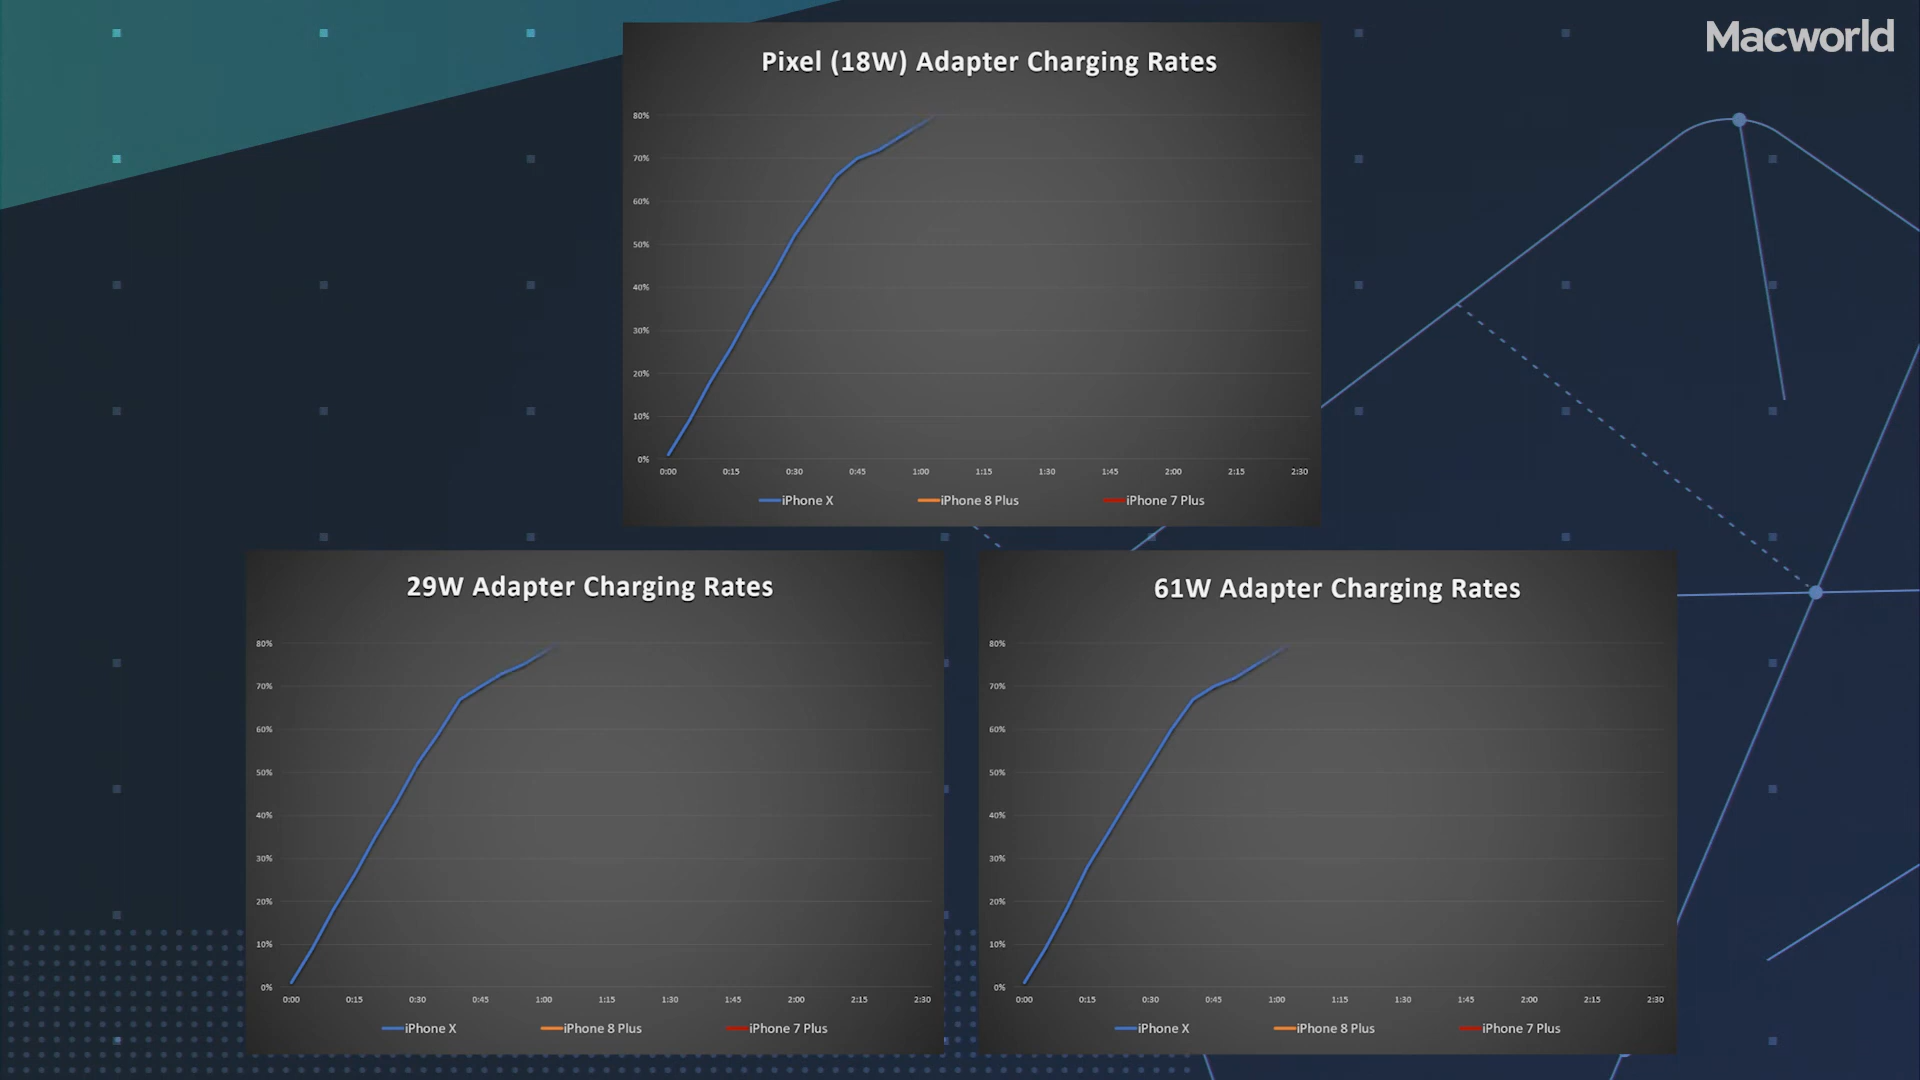 Macworld
Pixel (18W) Adapter Charging Rates
80%
70%
60%
50%
40%
30%
20%
10%
0%
0:00 0:15 0:30 0:45 1:00 1:15 1:30 1:45 2:00 2:15 2:30
iPhone X iPhone 8 Plus iPhone 7 Plus
29W Adapter Charging Rates
80%
70%
60%
50%
40%
30%
20%
10%
0%
0:00 0:15 0:30 0:45 1:00 1:15 1:30 1:45 2:00 2:15 2:30
iPhone X iPhone 8 Plus iPhone 7 Plus
61W Adapter Charging Rates
80%
70%
60%
50%
40%
30%
20%
10%
0%
0:00 0:15 0:30 0:45 1:00 1:15 1:30 1:45 2:00 2:15 2:30
iPhone X iPhone 8 Plus iPhone 7 Plus